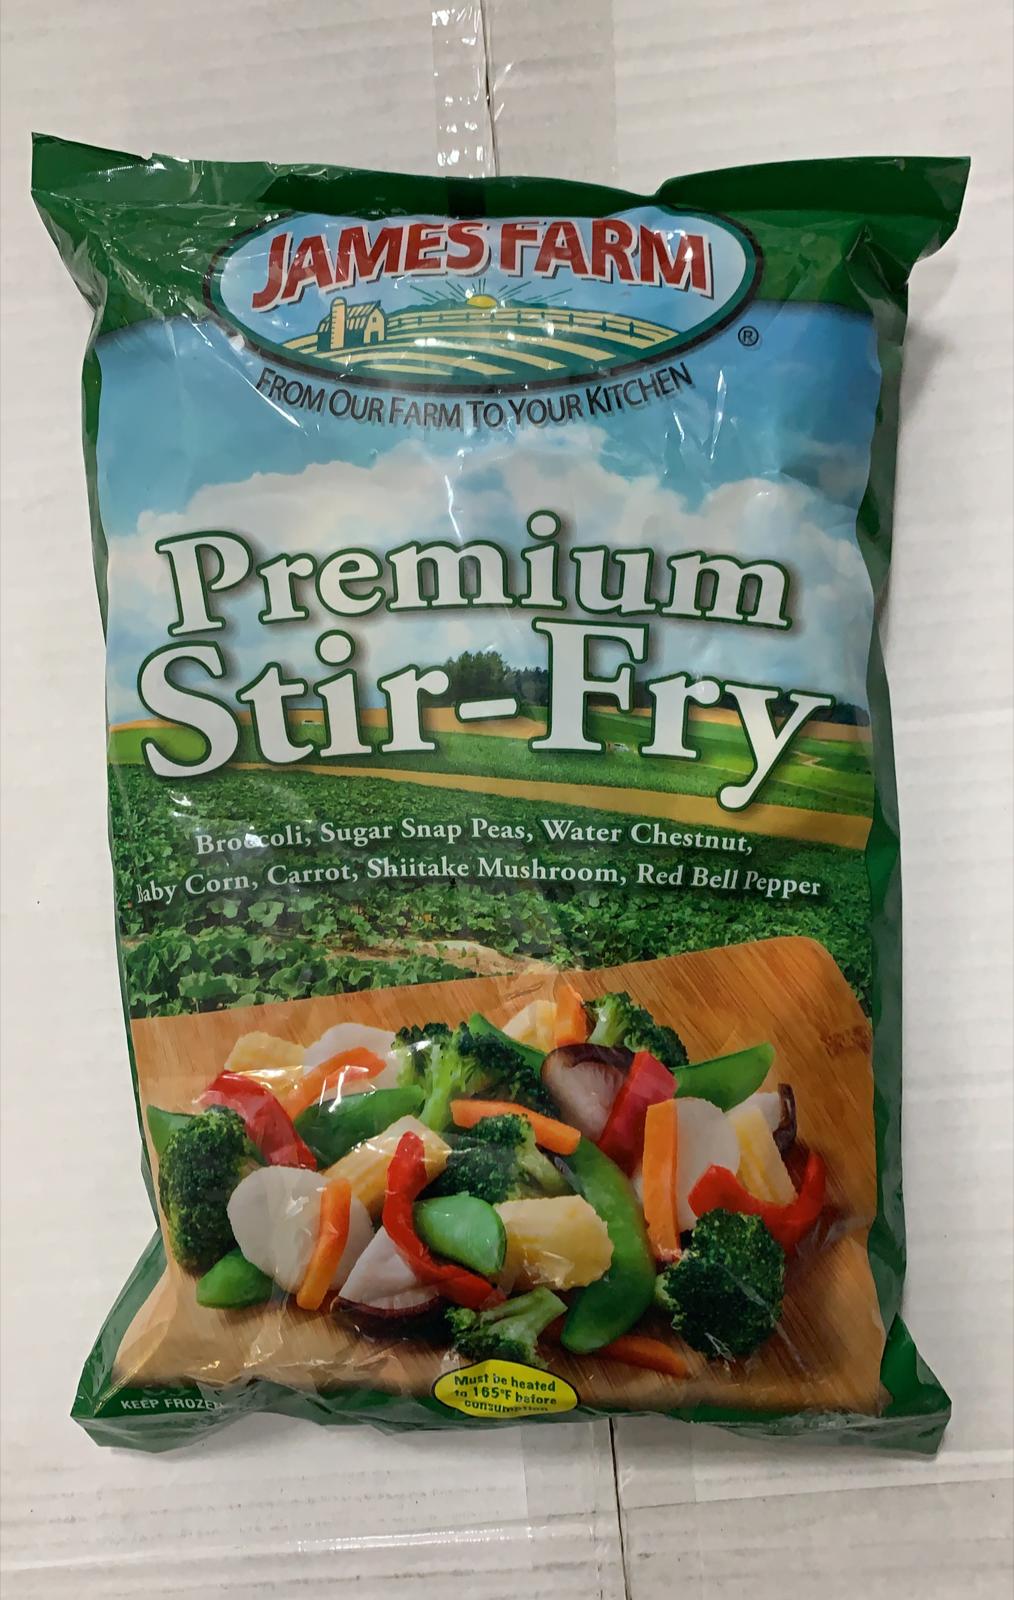 JAMES FARM
®
FROM OUR FARM TO YOUR KITCHEN
Premium
Stir-Fry
Broccoli, Sugar Snap Peas, Water Chestnut,
Baby Corn, Carrot, Shiitake Mushroom, Red Bell Pepper
Must be heated
to 165°F before
consumption
KEEP FROZEN